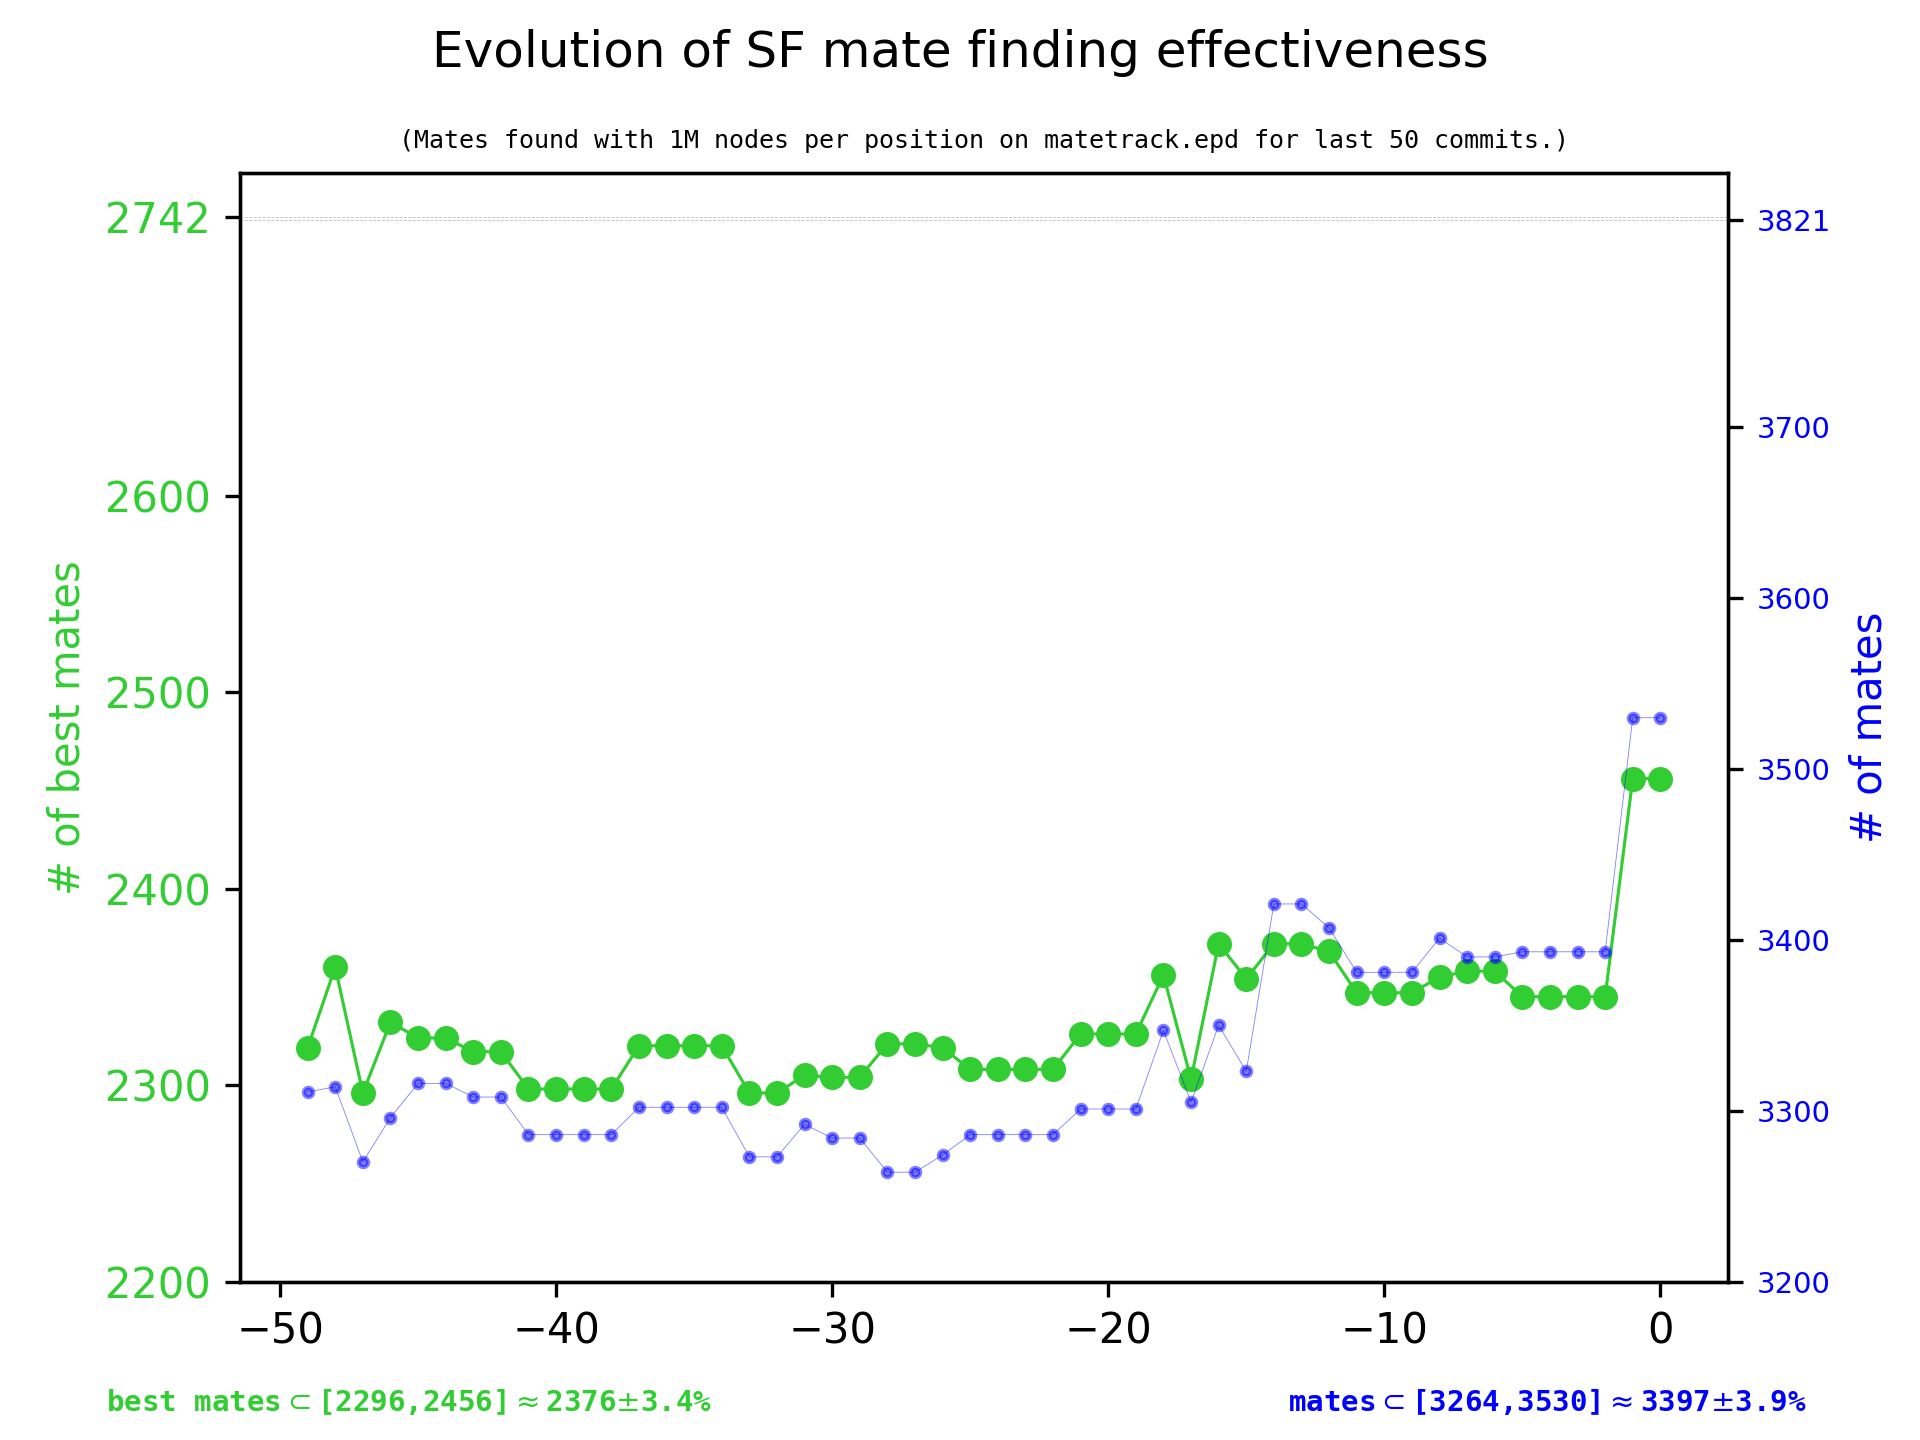 Evolution of SF mate finding effectiveness
(Mates found with 1M nodes per position on matetrack.epd for last 50 commits.)
2742
2600
2500
2400
2300
2200
# of best mates
3821
3700
3600
3500
3400
3300
3200
# of mates
−50 −40 −30 −20 −10 0
best mates ⊂ [2296,2456] ≈ 2376±3.4%
mates ⊂ [3264,3530] ≈ 3397±3.9%